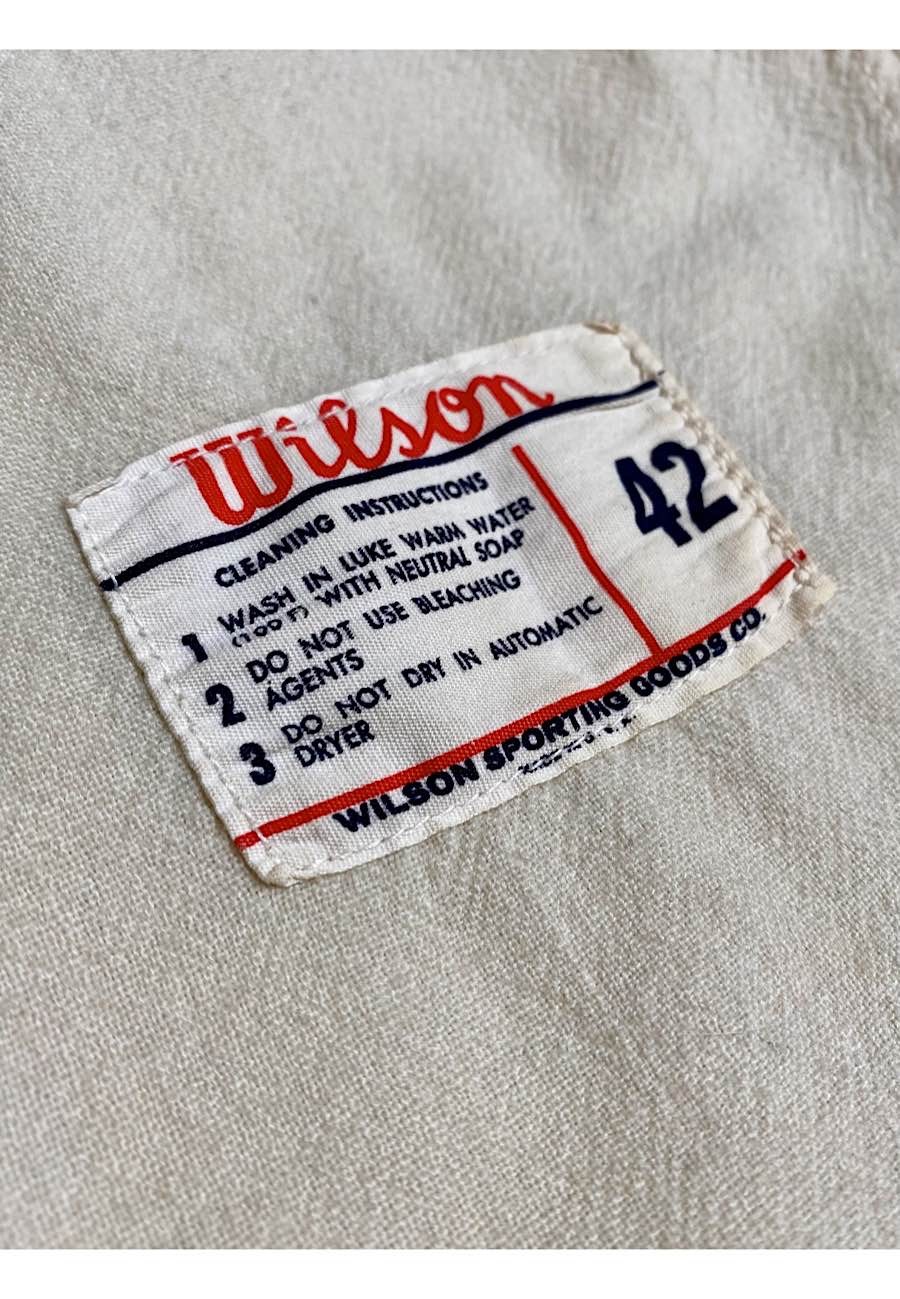 Wilson
42
CLEANING INSTRUCTIONS
1 WASH IN LUKE WARM WATER
(100°F) WITH NEUTRAL SOAP
2 DO NOT USE BLEACHING
AGENTS
3 DO NOT DRY IN AUTOMATIC
DRYER
WILSON SPORTING GOODS CO.